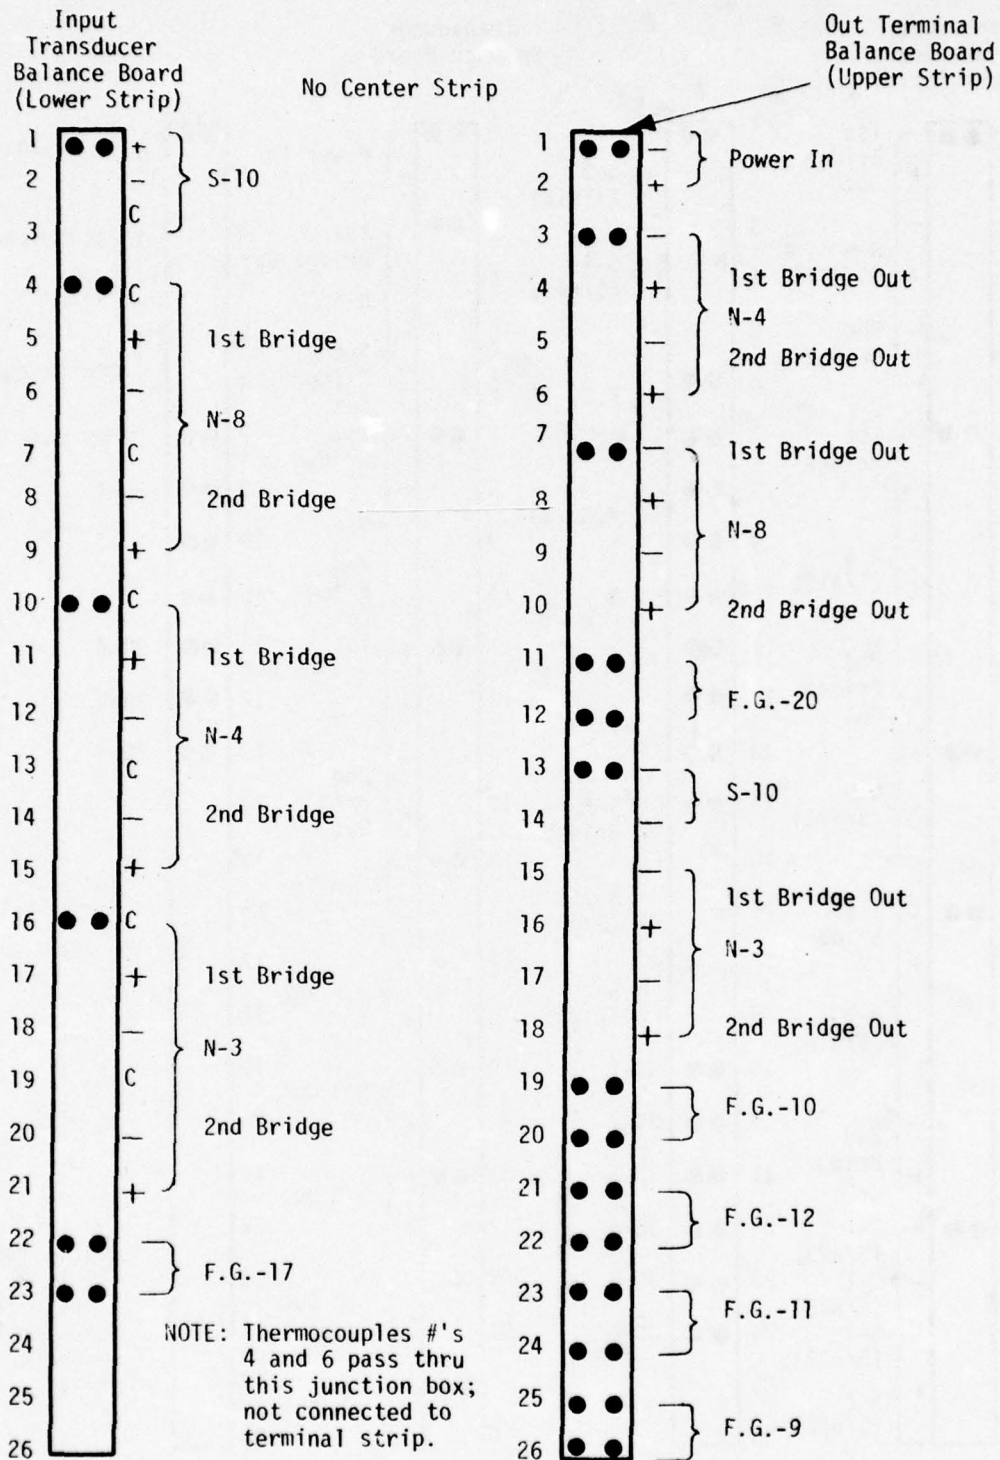 Input
Transducer
Balance Board
(Lower Strip)
No Center Strip
Out Terminal
Balance Board
(Upper Strip)
1 +
2 −
3 C
S-10
4 C
5 + 1st Bridge
6 −
N-8
7 C
8 − 2nd Bridge
9 +
10 C
11 + 1st Bridge
12 −
N-4
13 C
14 − 2nd Bridge
15 +
16 C
17 + 1st Bridge
18 −
N-3
19 C
20 − 2nd Bridge
21 +
22
23
F.G.-17
24
25
26
NOTE: Thermocouples #'s
4 and 6 pass thru
this junction box;
not connected to
terminal strip.
1 −
Power In
2 +
3 −
1st Bridge Out
4 +
N-4
5 −
2nd Bridge Out
6 +
7 − 1st Bridge Out
8 +
N-8
9 −
10 + 2nd Bridge Out
11
F.G.-20
12
13 −
S-10
14 −
15 −
1st Bridge Out
16 +
N-3
17 −
18 + 2nd Bridge Out
19
F.G.-10
20
21
F.G.-12
22
23
F.G.-11
24
25
F.G.-9
26